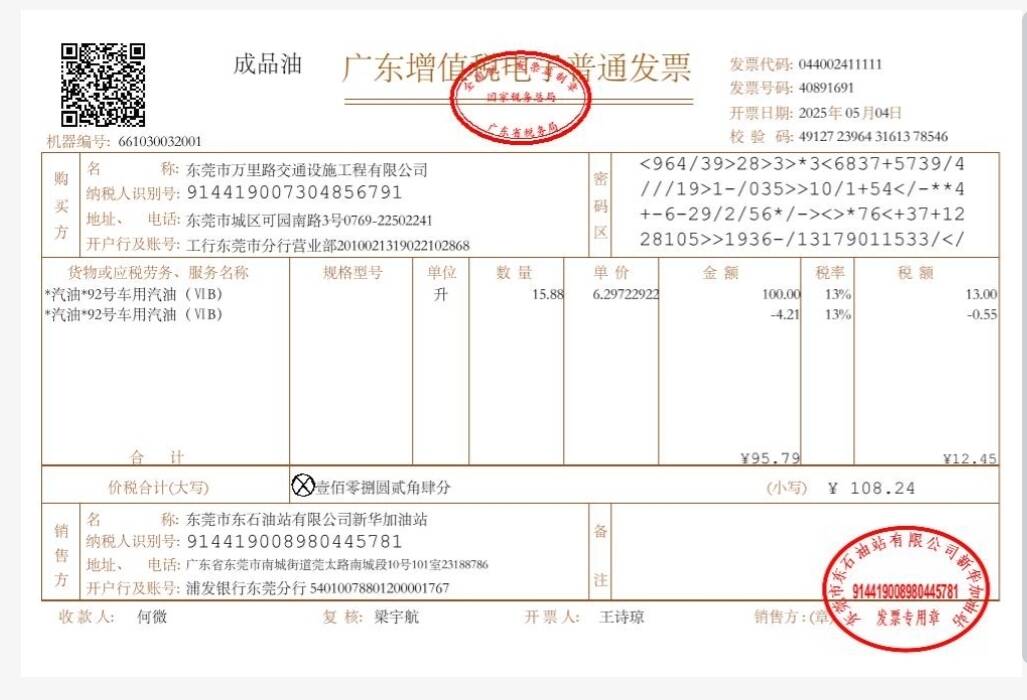 成品油
广东增值税电子普通发票
全国统一发票监制章
国家税务总局
广东省税务局
发票代码: 044002411111
发票号码: 40891691
开票日期: 2025年05月04日
校 验 码: 49127 23964 31613 78546
机器编号: 661030032001
购买方
名 称: 东莞市万里路交通设施工程有限公司
纳税人识别号: 914419007304856791
地址、 电话: 东莞市城区可园南路3号0769-22502241
开户行及账号: 工行东莞市分行营业部2010021319022102868
密码区
<964/39>28>3>*3<6837+5739/4
///19>1-/035>>10/1+54</-**4
+-6-29/2/56*/-><>*76<+37+12
28105>>1936-/13179011533/</
货物或应税劳务、服务名称 规格型号 单位 数 量 单 价 金 额 税率 税 额
*汽油*92号车用汽油（ⅥB） 升 15.88 6.29722922 100.00 13% 13.00
*汽油*92号车用汽油（ⅥB） -4.21 13% -0.55
合 计 ¥95.79 ¥12.45
价税合计(大写) 壹佰零捌圆贰角肆分 (小写) ¥ 108.24
销售方
名 称: 东莞市东石油站有限公司新华加油站
纳税人识别号: 914419008980445781
地址、 电话: 广东省东莞市南城街道莞太路南城段10号101室23188786
开户行及账号: 浦发银行东莞分行 54010078801200001767
备注
东莞市东石油站有限公司新华加油站
914419008980445781
发票专用章
收 款 人: 何微 复 核: 梁宇航 开 票 人: 王诗琼 销售方:(章)